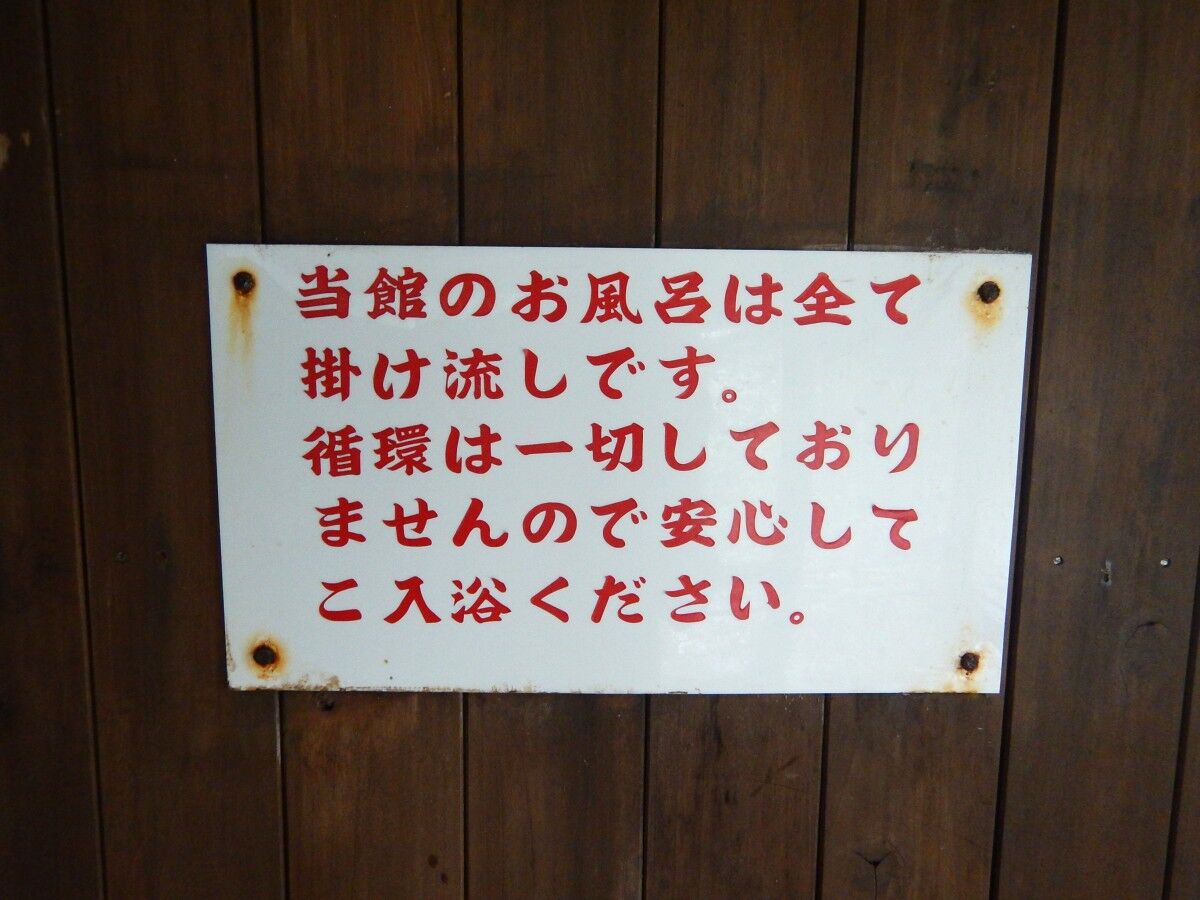 当館のお風呂は全て
掛け流しです。
循環は一切しており
ませんので安心して
こ入浴ください。